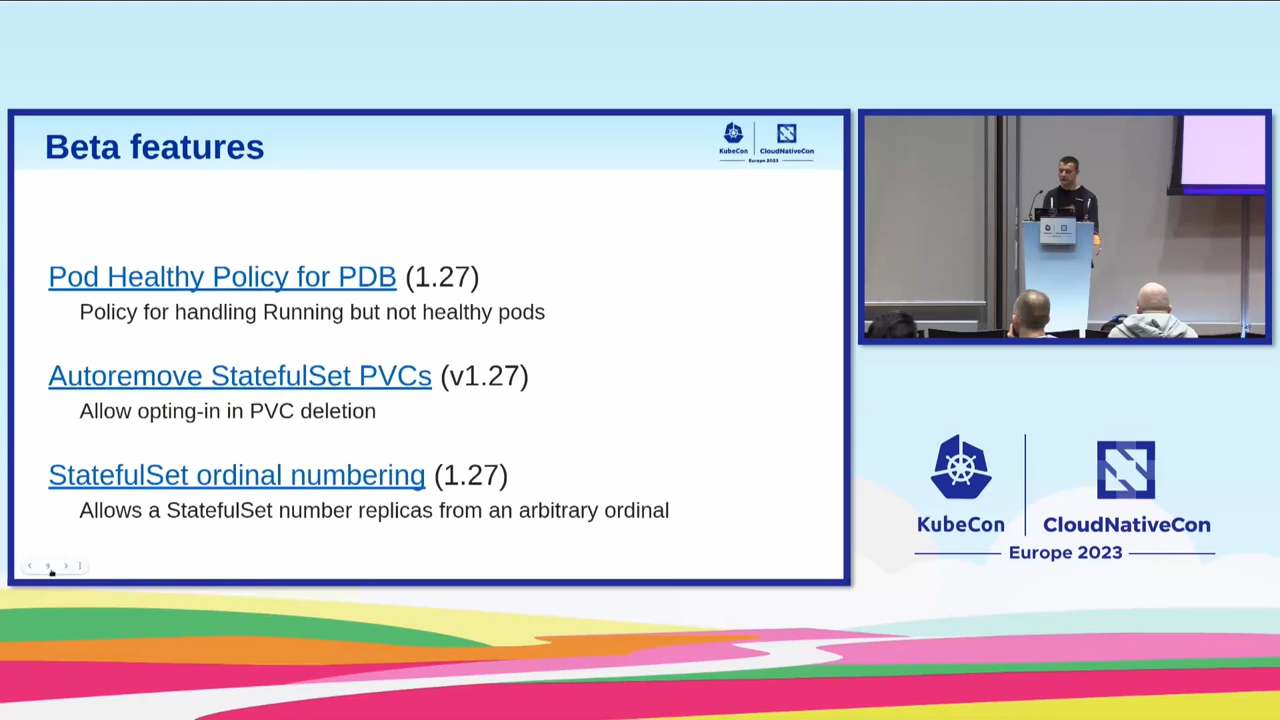 Beta features
KubeCon
CloudNativeCon
Europe 2023
Pod Healthy Policy for PDB (1.27)
Policy for handling Running but not healthy pods
Autoremove StatefulSet PVCs (v1.27)
Allow opting-in in PVC deletion
StatefulSet ordinal numbering (1.27)
Allows a StatefulSet number replicas from an arbitrary ordinal
9
KubeCon
CloudNativeCon
Europe 2023